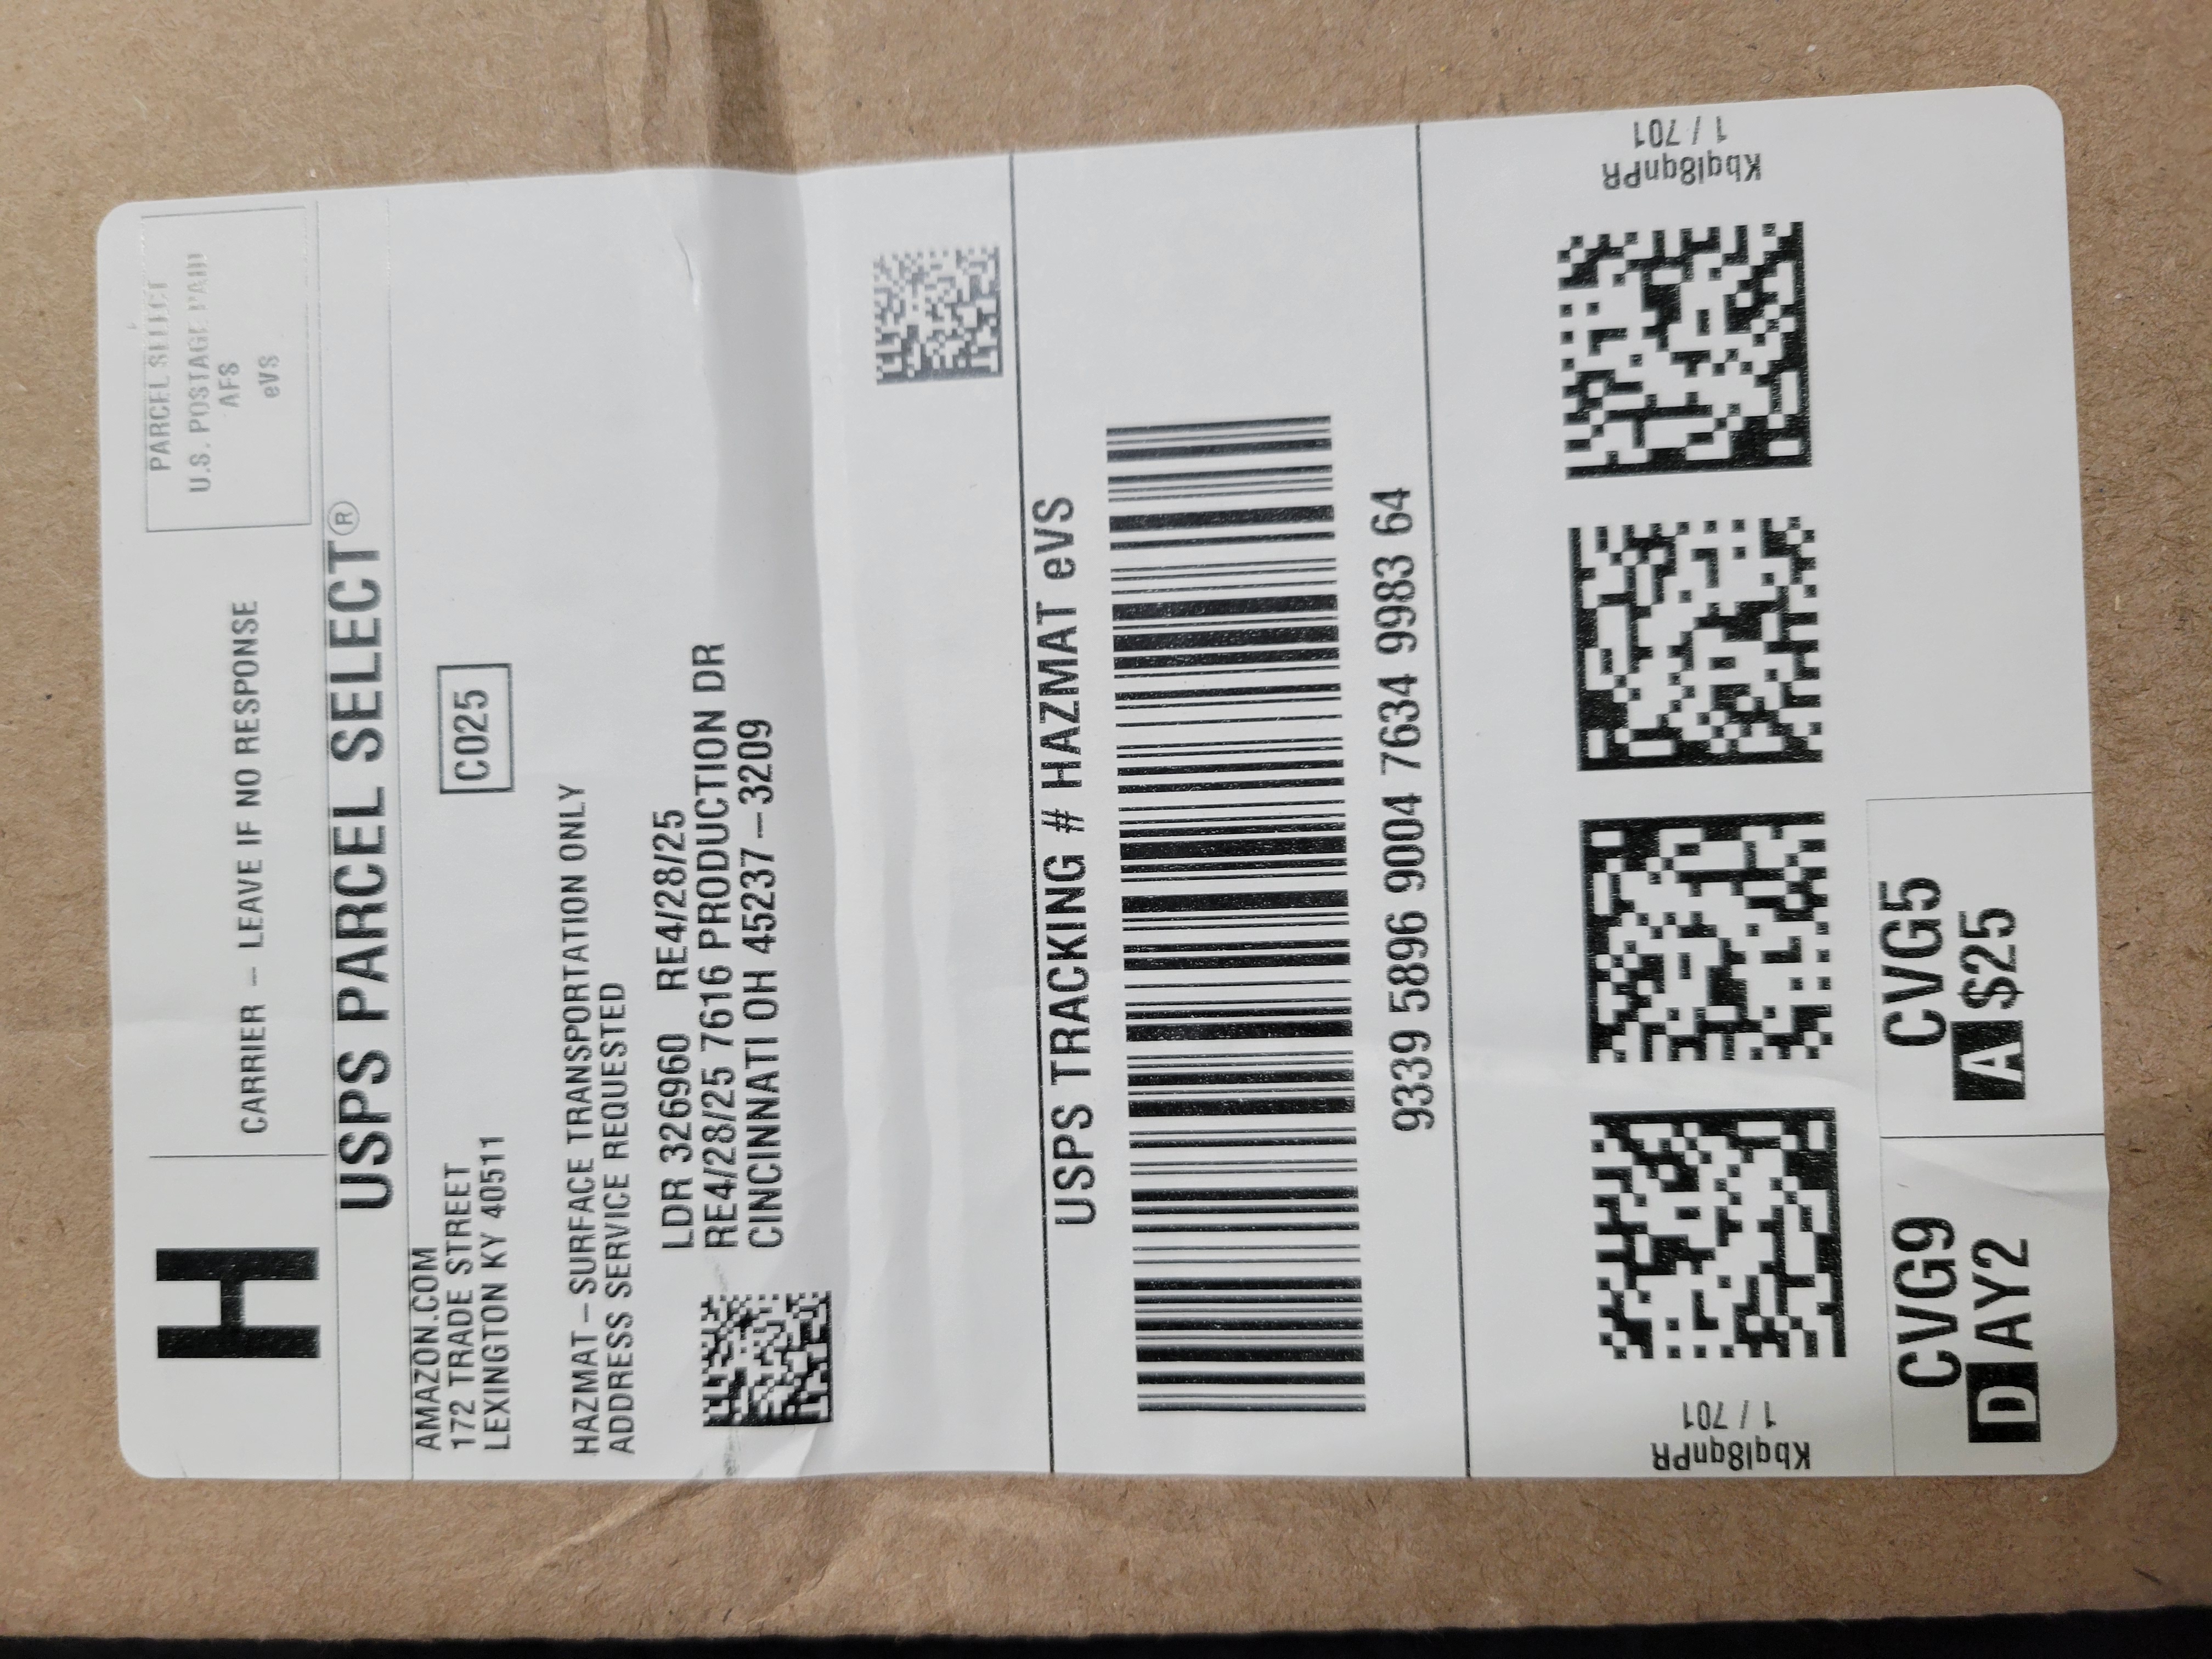 H
CARRIER – LEAVE IF NO RESPONSE
PARCEL SELECT
U.S. POSTAGE PAID
AFS
eVS
USPS PARCEL SELECT®
AMAZON.COM
172 TRADE STREET
LEXINGTON KY 40511
C025
HAZMAT–SURFACE TRANSPORTATION ONLY
ADDRESS SERVICE REQUESTED
LDR 326960 RE4/28/25
RE4/28/25 7616 PRODUCTION DR
CINCINNATI OH 45237–3209
USPS TRACKING # HAZMAT eVS
9339 5896 9004 7634 9983 64
Kbql8qnPR
1 / 701
Kbql8qnPR
1 / 701
CVG9
DAY2
CVG5
A$25